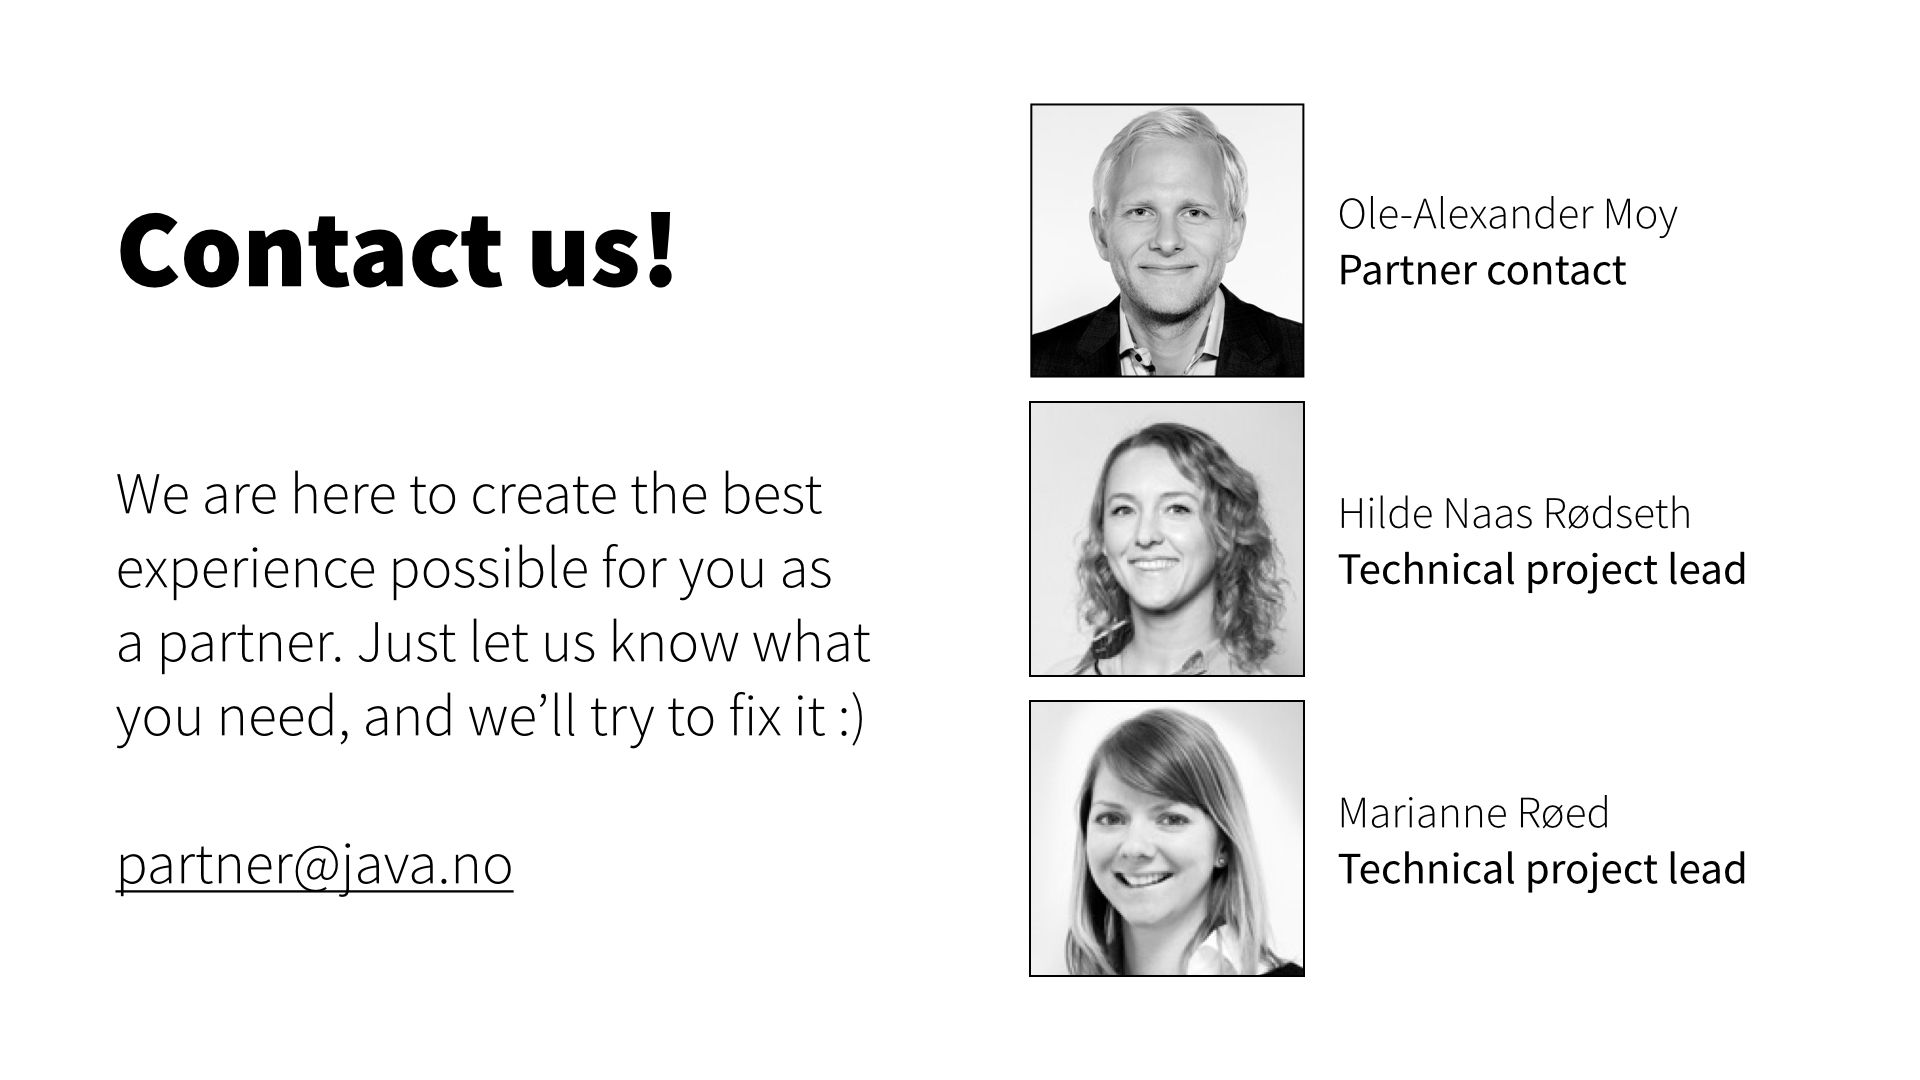 Contact us!
We are here to create the best
experience possible for you as
a partner. Just let us know what
you need, and we’ll try to fix it :)
partner@java.no
Ole-Alexander Moy
Partner contact
Hilde Naas Rødseth
Technical project lead
Marianne Røed
Technical project lead